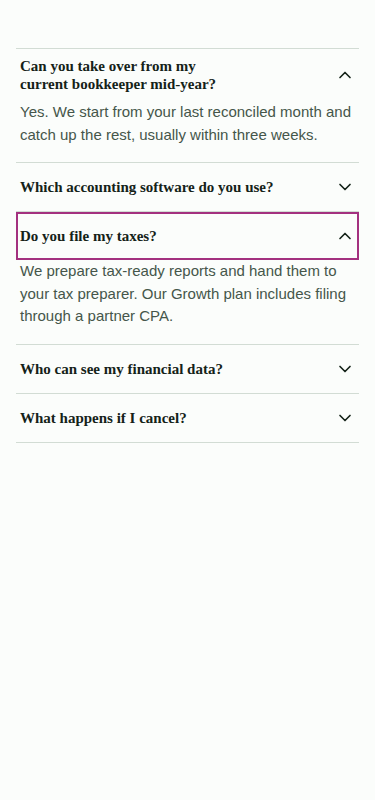 Can you take over from my
current bookkeeper mid-year?
Yes. We start from your last reconciled month and
catch up the rest, usually within three weeks.
Which accounting software do you use?
Do you file my taxes?
We prepare tax-ready reports and hand them to
your tax preparer. Our Growth plan includes filing
through a partner CPA.
Who can see my financial data?
What happens if I cancel?